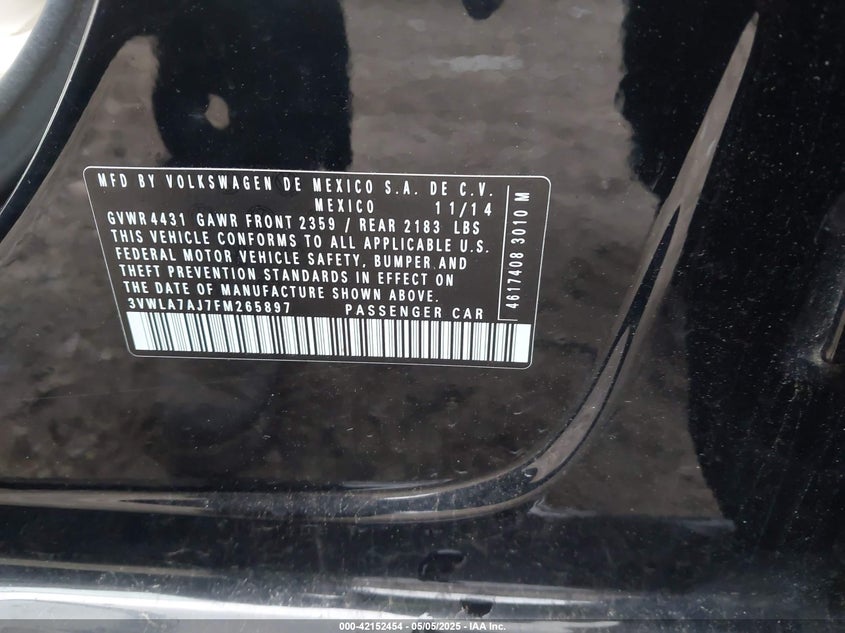 MFD BY VOLKSWAGEN DE MEXICO S.A. DE C.V.
MEXICO 11/14
GVWR 4431 GAWR FRONT 2359 / REAR 2183 LBS
THIS VEHICLE CONFORMS TO ALL APPLICABLE U.S.
FEDERAL MOTOR VEHICLE SAFETY, BUMPER AND
THEFT PREVENTION STANDARDS IN EFFECT ON
THE DATE OF MANUFACTURE SHOWN ABOVE.
3VWLA7AJ7FM265897 PASSENGER CAR
4617408 3010 M
000-42152454 - 05/05/2025 - IAA Inc.